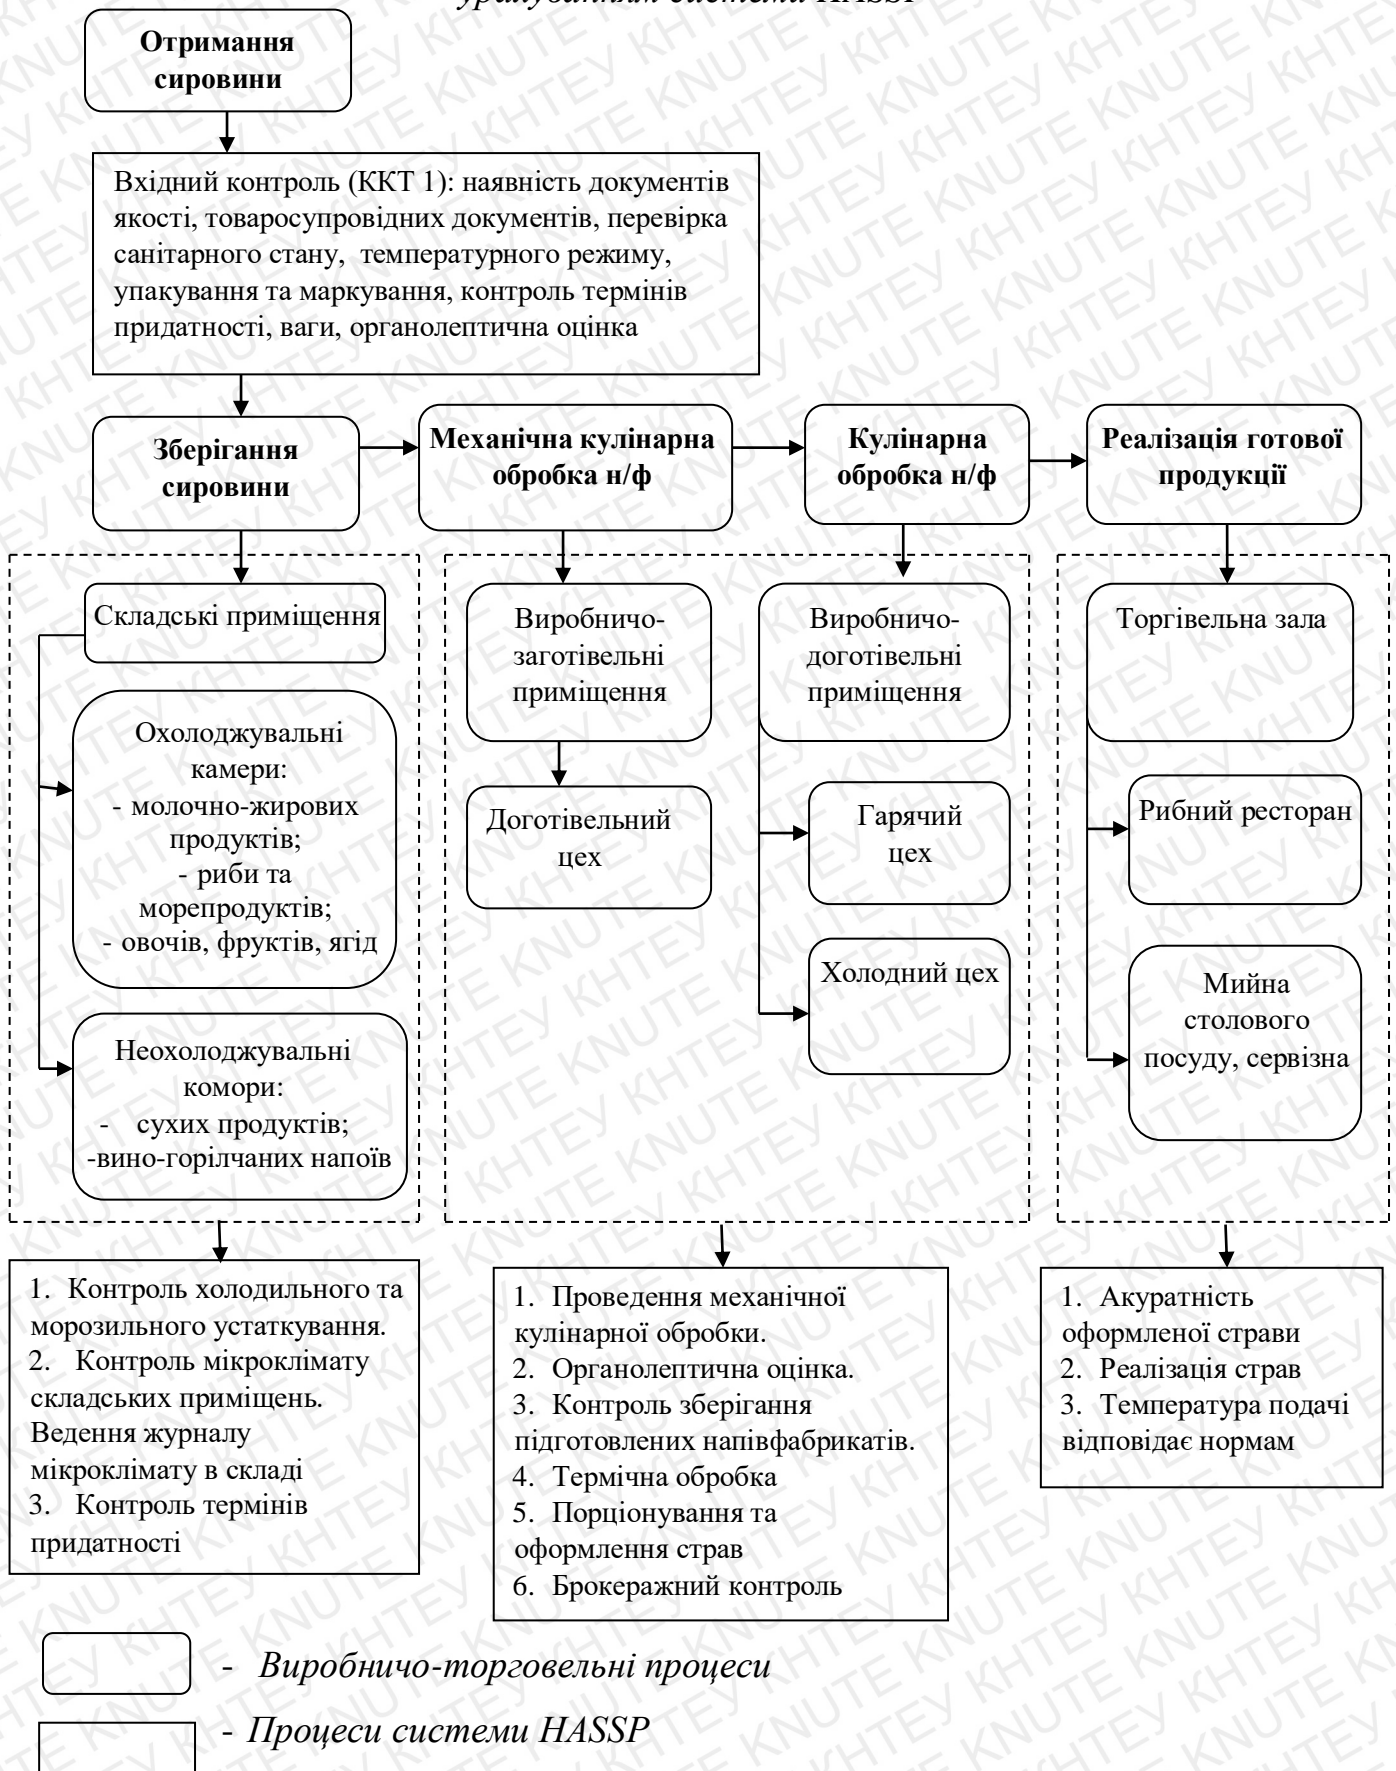 урахуванням системи HASSP
Отримання
сировини
Вхідний контроль (ККТ 1): наявність документів
якості, товаросупровідних документів, перевірка
санітарного стану, температурного режиму,
упакування та маркування, контроль термінів
придатності, ваги, органолептична оцінка
Зберігання
сировини
Механічна кулінарна
обробка н/ф
Кулінарна
обробка н/ф
Реалізація готової
продукції
Складські приміщення
Охолоджувальні
камери:
- молочно-жирових
продуктів;
- риби та
морепродуктів;
- овочів, фруктів, ягід
Неохолоджувальні
комори:
- сухих продуктів;
-вино-горілчаних напоїв
Виробничо-
заготівельні
приміщення
Доготівельний
цех
Виробничо-
доготівельні
приміщення
Гарячий
цех
Холодний цех
Торгівельна зала
Рибний ресторан
Мийна
столового
посуду, сервізна
1. Контроль холодильного та
морозильного устаткування.
2. Контроль мікроклімату
складських приміщень.
Ведення журналу
мікроклімату в складі
3. Контроль термінів
придатності
1. Проведення механічної
кулінарної обробки.
2. Органолептична оцінка.
3. Контроль зберігання
підготовлених напівфабрикатів.
4. Термічна обробка
5. Порціонування та
оформлення страв
6. Брокеражний контроль
1. Акуратність
оформленої страви
2. Реалізація страв
3. Температура подачі
відповідає нормам
- Виробничо-торговельні процеси
- Процеси системи HASSP